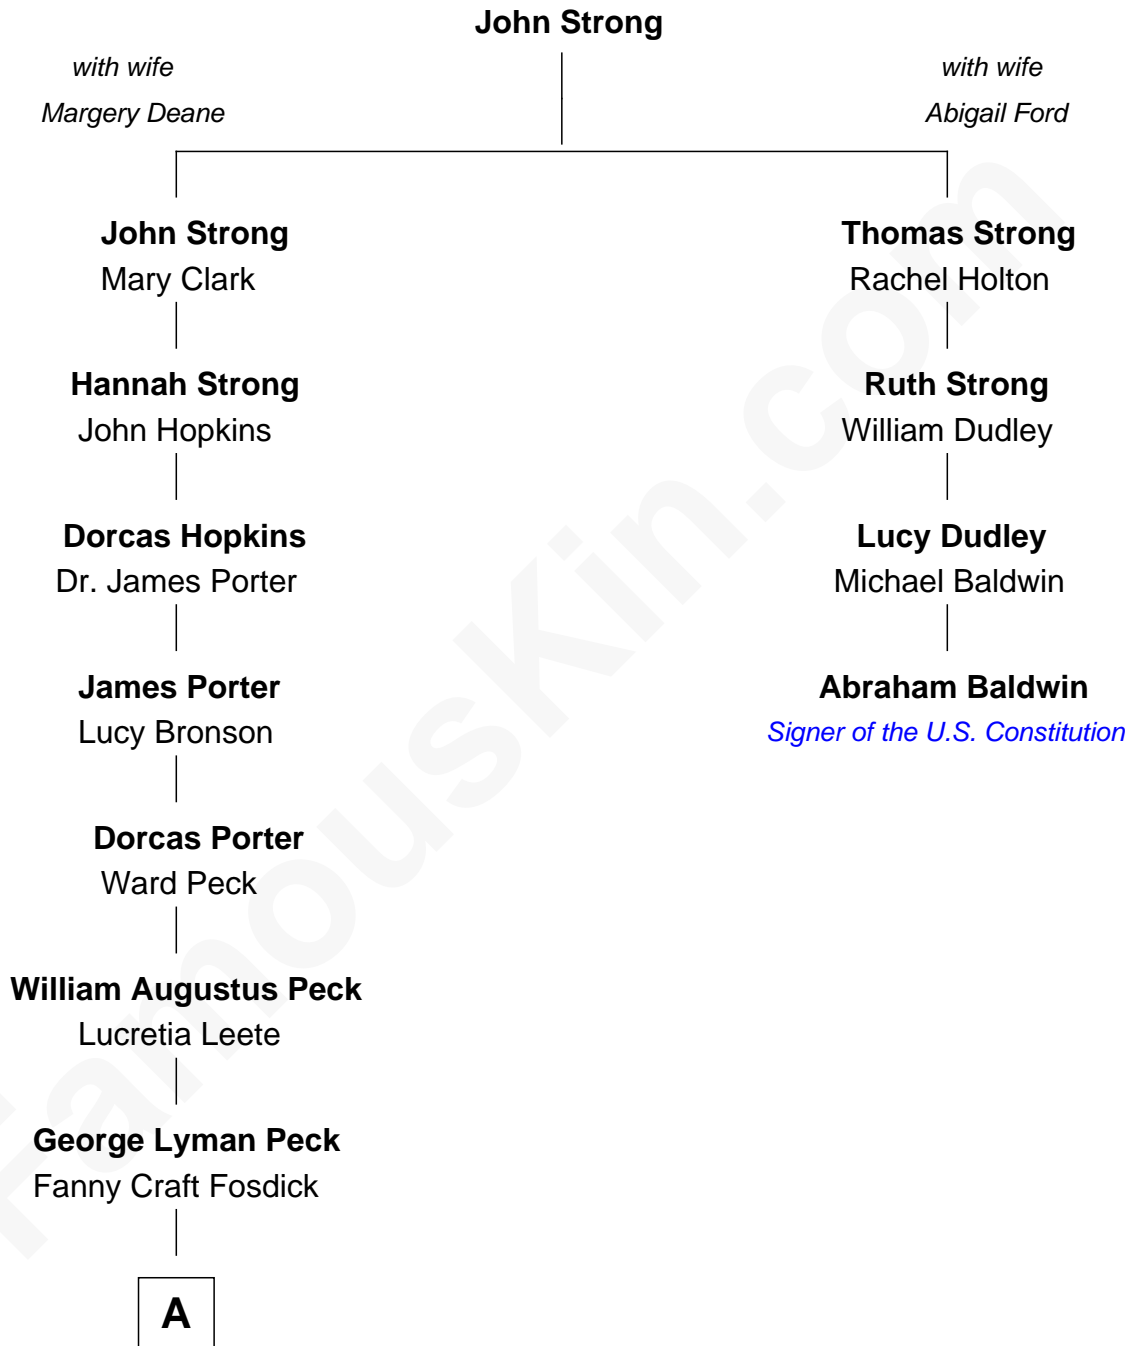 John Strong
with wife
Margery Deane
with wife
Abigail Ford
John Strong
Mary Clark
Thomas Strong
Rachel Holton
Hannah Strong
John Hopkins
Ruth Strong
William Dudley
Dorcas Hopkins
Dr. James Porter
Lucy Dudley
Michael Baldwin
James Porter
Lucy Bronson
Abraham Baldwin
Signer of the U.S. Constitution
Dorcas Porter
Ward Peck
William Augustus Peck
Lucretia Leete
George Lyman Peck
Fanny Craft Fosdick
A
FamousKin.com